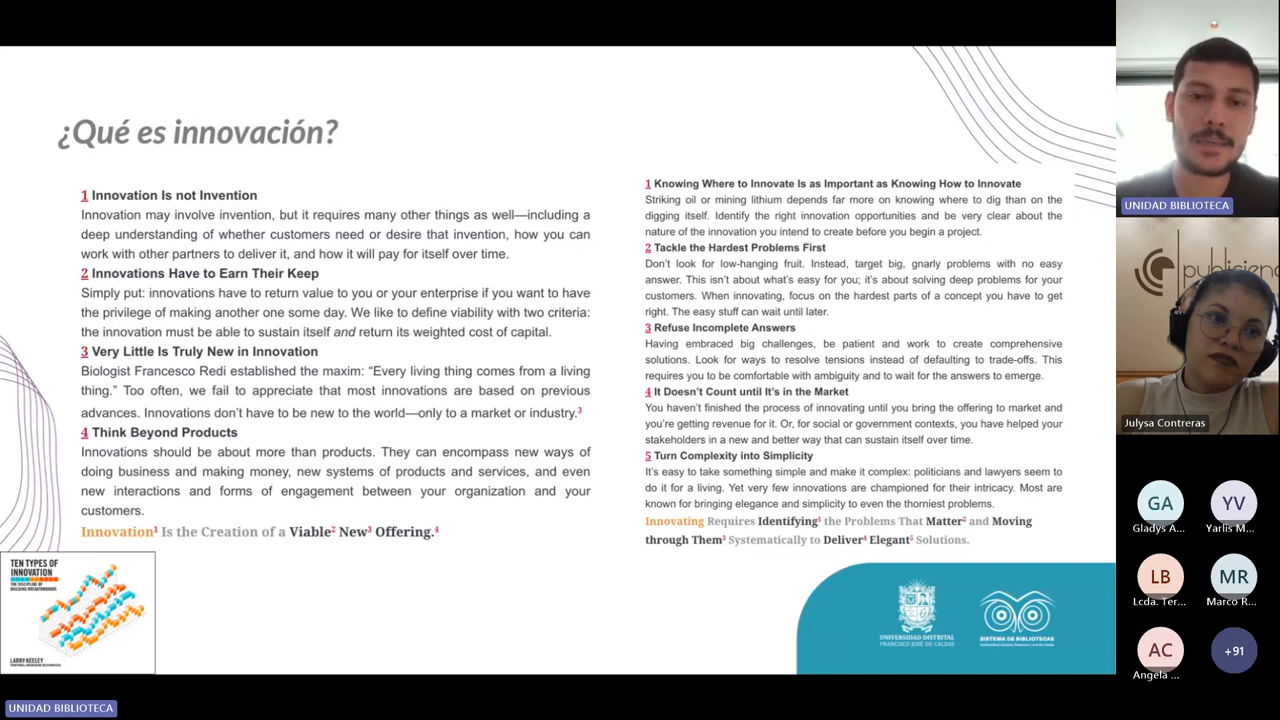 ¿Qué es innovación?
1 Innovation Is not Invention
Innovation may involve invention, but it requires many other things as well—including a
deep understanding of whether customers need or desire that invention, how you can
work with other partners to deliver it, and how it will pay for itself over time.
2 Innovations Have to Earn Their Keep
Simply put: innovations have to return value to you or your enterprise if you want to have
the privilege of making another one some day. We like to define viability with two criteria:
the innovation must be able to sustain itself and return its weighted cost of capital.
3 Very Little Is Truly New in Innovation
Biologist Francesco Redi established the maxim: “Every living thing comes from a living
thing.” Too often, we fail to appreciate that most innovations are based on previous
advances. Innovations don’t have to be new to the world—only to a market or industry.3
4 Think Beyond Products
Innovations should be about more than products. They can encompass new ways of
doing business and making money, new systems of products and services, and even
new interactions and forms of engagement between your organization and your
customers.
Innovation1 Is the Creation of a Viable2 New3 Offering.4
1 Knowing Where to Innovate Is as Important as Knowing How to Innovate
Striking oil or mining lithium depends far more on knowing where to dig than on the
digging itself. Identify the right innovation opportunities and be very clear about the
nature of the innovation you intend to create before you begin a project.
2 Tackle the Hardest Problems First
Don’t look for low-hanging fruit. Instead, target big, gnarly problems with no easy
answer. This isn’t about what’s easy for you; it’s about solving deep problems for your
customers. When innovating, focus on the hardest parts of a concept you have to get
right. The easy stuff can wait until later.
3 Refuse Incomplete Answers
Having embraced big challenges, be patient and work to create comprehensive
solutions. Look for ways to resolve tensions instead of defaulting to trade-offs. This
requires you to be comfortable with ambiguity and to wait for the answers to emerge.
4 It Doesn’t Count until It’s in the Market
You haven’t finished the process of innovating until you bring the offering to market and
you’re getting revenue for it. Or, for social or government contexts, you have helped your
stakeholders in a new and better way that can sustain itself over time.
5 Turn Complexity into Simplicity
It’s easy to take something simple and make it complex: politicians and lawyers seem to
do it for a living. Yet very few innovations are championed for their intricacy. Most are
known for bringing elegance and simplicity to even the thorniest problems.
Innovating Requires Identifying1 the Problems That Matter2 and Moving
through Them3 Systematically to Deliver4 Elegant5 Solutions.
TEN TYPES OF
INNOVATION
THE DISCIPLINE OF
BUILDING BREAKTHROUGHS
LARRY KEELEY
UNIVERSIDAD DISTRITAL
FRANCISCO JOSÉ DE CALDAS
SISTEMA DE BIBLIOTECAS
UNIDAD BIBLIOTECA
UNIDAD BIBLIOTECA
Julysa Contreras
GA
Gladys A...
YV
Yarlis M...
LB
Lcda. Ter...
MR
Marco R...
AC
Angela ...
+91